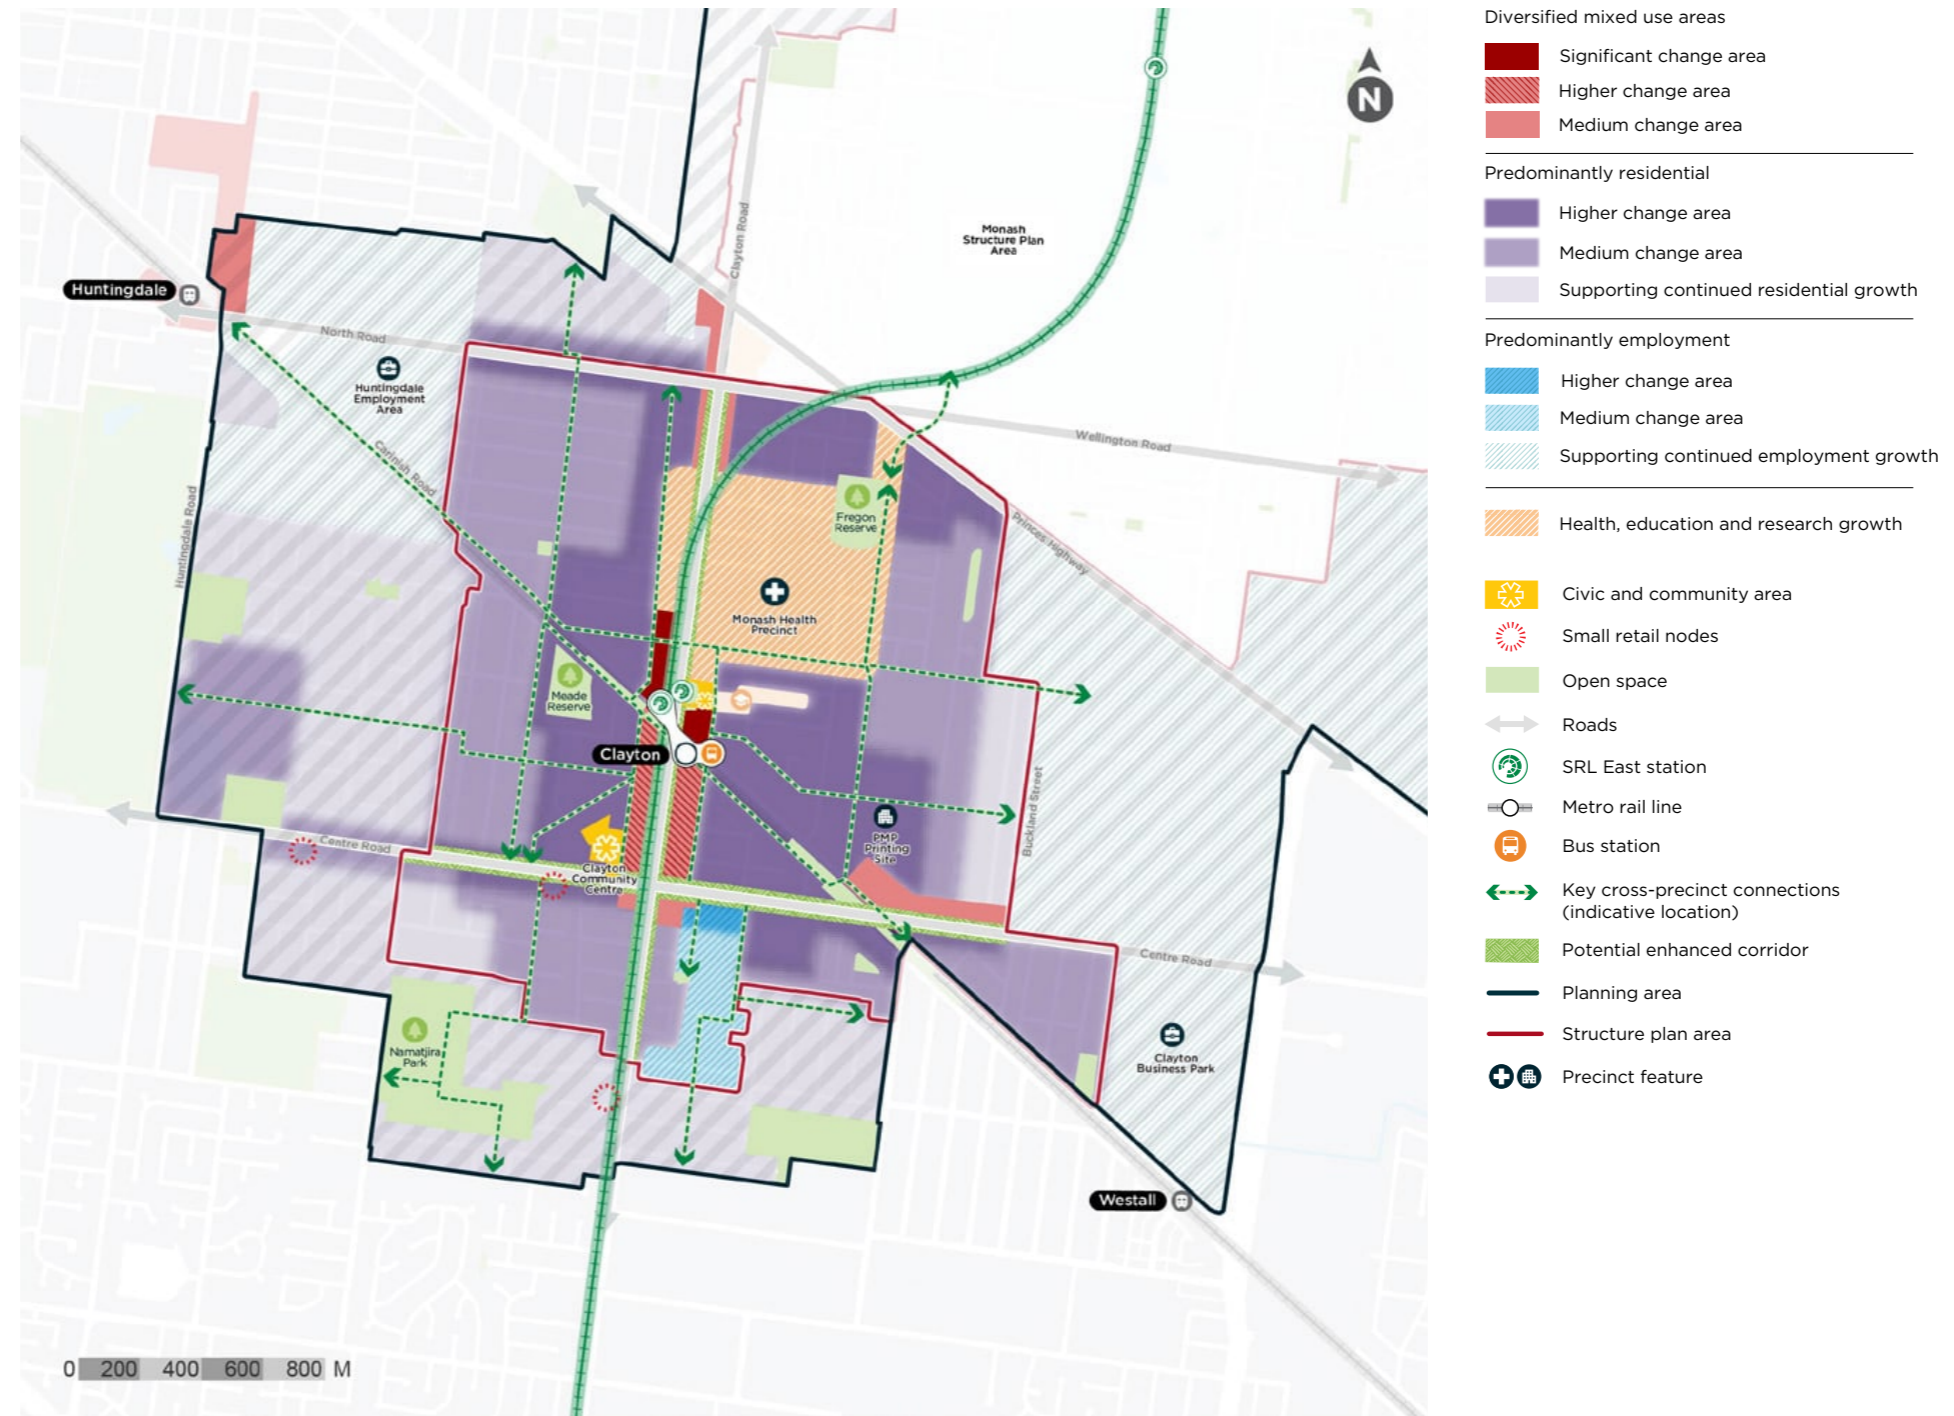 Monash
Structure Plan
Area
N
Clayton Road
Huntingdale
North Road
Huntingdale
Employment
Area
Carinish Road
Huntingdale Road
Wellington Road
Princes Highway
Fregon
Reserve
Monash Health
Precinct
Meade
Reserve
Clayton
Buckland Street
PMP
Printing
Site
Centre Road
Clayton
Community
Centre
Centre Road
Namatjira
Park
Clayton
Business Park
Westall
0 200 400 600 800 M
Diversified mixed use areas
Significant change area
Higher change area
Medium change area
Predominantly residential
Higher change area
Medium change area
Supporting continued residential growth
Predominantly employment
Higher change area
Medium change area
Supporting continued employment growth
Health, education and research growth
Civic and community area
Small retail nodes
Open space
Roads
SRL East station
Metro rail line
Bus station
Key cross-precinct connections
(indicative location)
Potential enhanced corridor
Planning area
Structure plan area
Precinct feature